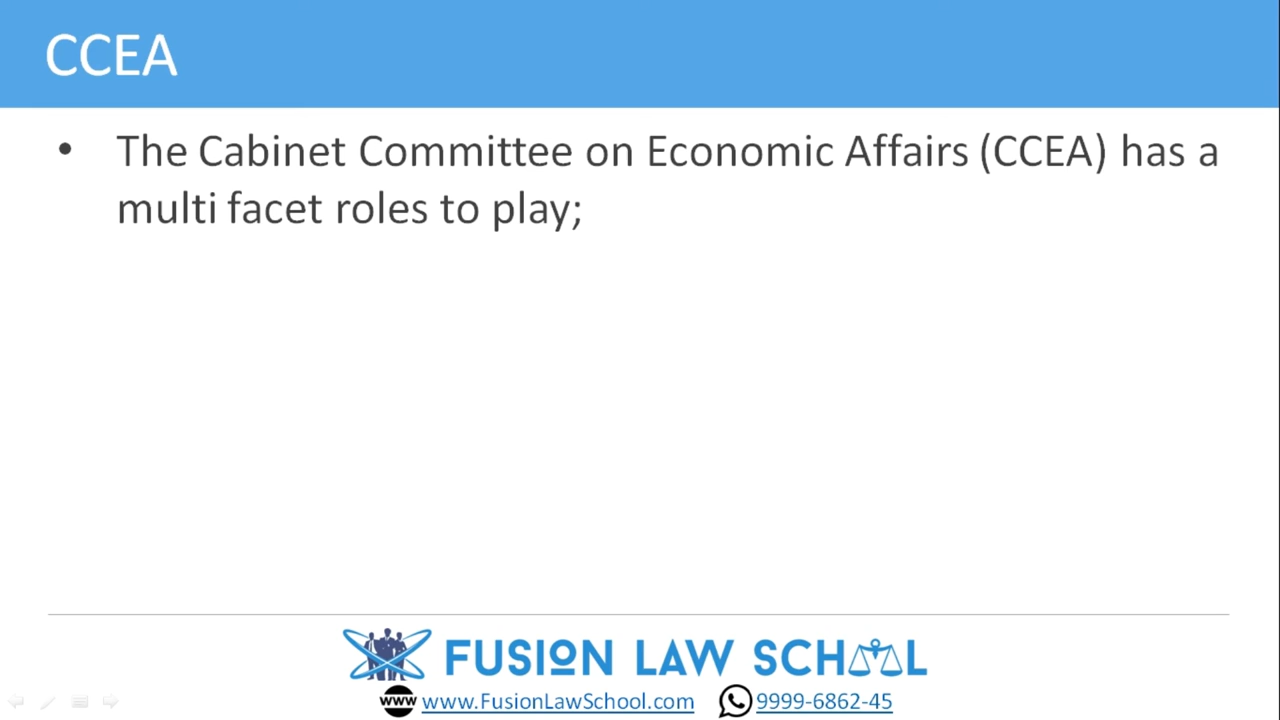 CCEA
• The Cabinet Committee on Economic Affairs (CCEA) has a
multi facet roles to play;
FUSION LAW SCHOOL
www www.FusionLawSchool.com 9999-6862-45